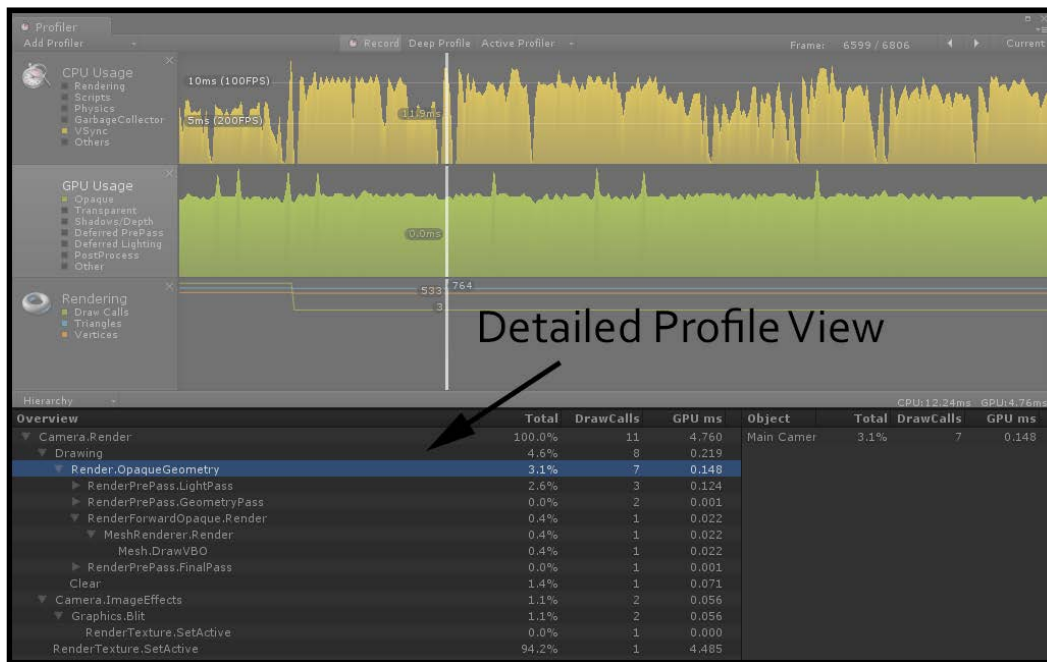 Profiler
Add Profiler
Record Deep Profile Active Profiler
Frame: 6599 / 6806 Current
CPU Usage
Rendering
Scripts
Physics
GarbageCollector
VSync
Others
10ms (100FPS)
11.9ms
5ms (200FPS)
GPU Usage
Opaque
Transparent
Shadows/Depth
Deferred PrePass
Deferred Lighting
PostProcess
Other
0.0ms
Rendering
Draw Calls
Triangles
Vertices
533 764
3
Detailed Profile View
Hierarchy CPU:12.24ms GPU:4.76ms
Overview Total DrawCalls GPU ms Object Total DrawCalls GPU ms
Camera.Render 100.0% 11 4.760 Main Camer 3.1% 7 0.148
Drawing 4.6% 8 0.219
Render.OpaqueGeometry 3.1% 7 0.148
RenderPrePass.LightPass 2.6% 3 0.124
RenderPrePass.GeometryPass 0.0% 2 0.001
RenderForwardOpaque.Render 0.4% 1 0.022
MeshRenderer.Render 0.4% 1 0.022
Mesh.DrawVBO 0.4% 1 0.022
RenderPrePass.FinalPass 0.0% 1 0.001
Clear 1.4% 1 0.071
Camera.ImageEffects 1.1% 2 0.056
Graphics.Blit 1.1% 2 0.056
RenderTexture.SetActive 0.0% 1 0.000
RenderTexture.SetActive 94.2% 1 4.485